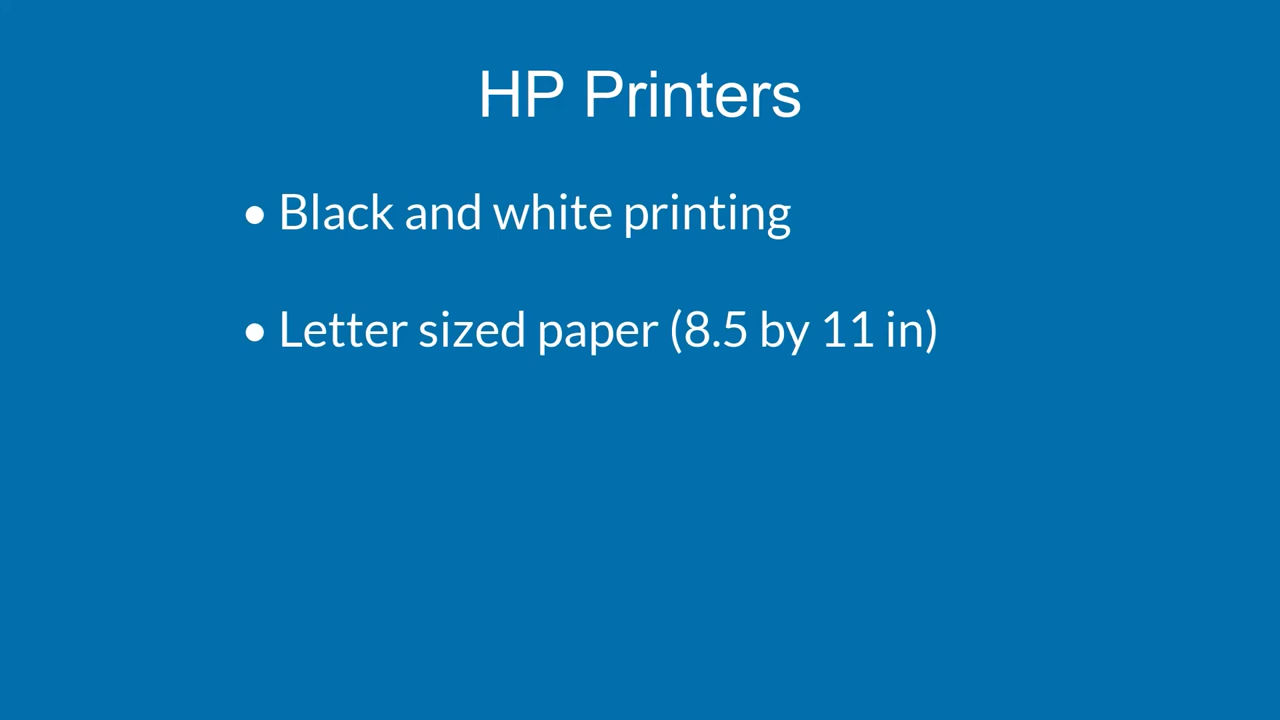 HP Printers
• Black and white printing
• Letter sized paper (8.5 by 11 in)